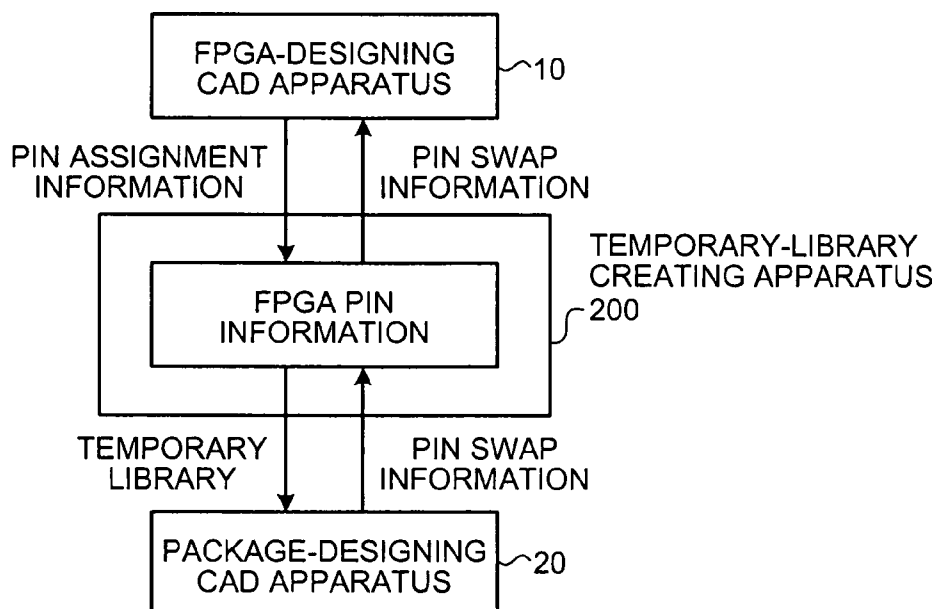 FPGA-DESIGNING
CAD APPARATUS
10
PIN ASSIGNMENT
INFORMATION
PIN SWAP
INFORMATION
TEMPORARY-LIBRARY
CREATING APPARATUS
200
FPGA PIN
INFORMATION
TEMPORARY
LIBRARY
PIN SWAP
INFORMATION
PACKAGE-DESIGNING
CAD APPARATUS
20